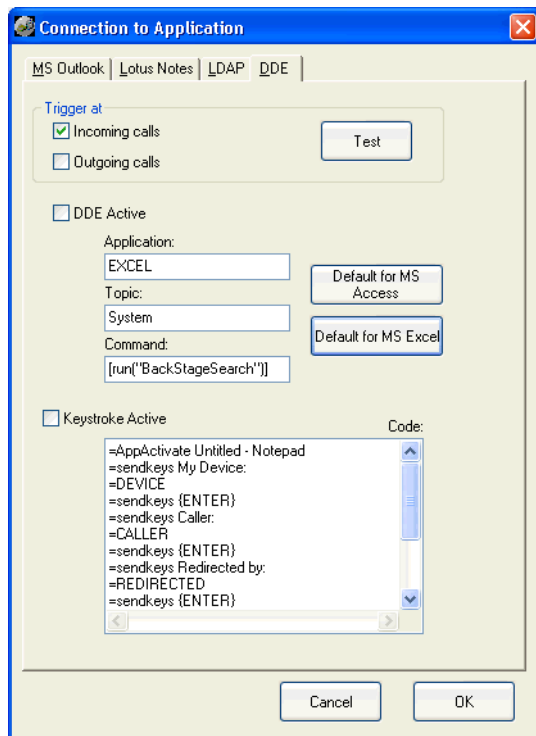 Connection to Application
MS Outlook Lotus Notes LDAP DDE
Trigger at
Incoming calls
Test
Outgoing calls
DDE Active
Application:
EXCEL
Default for MS
Access
Topic:
System
Default for MS Excel
Command:
[run("BackStageSearch")]
Keystroke Active
Code:
=AppActivate Untitled - Notepad
=sendkeys My Device:
=DEVICE
=sendkeys {ENTER}
=sendkeys Caller:
=CALLER
=sendkeys {ENTER}
=sendkeys Redirected by:
=REDIRECTED
=sendkeys {ENTER}
Cancel OK